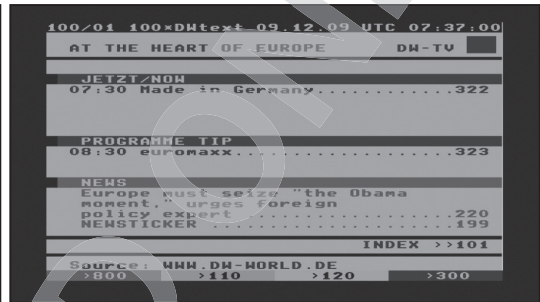 100/01 100×DWtext 09.12.09 UTC 07:37:00
AT THE HEART OF EUROPE DW-TV
JETZT/NOW
07:30 Made in Germany............322
PROGRAMME TIP
08:30 euromaxx...................323
NEWS
Europe must seize "the Obama
moment," urges foreign
policy expert ...................220
NEWSTICKER ......................199
INDEX >>101
Source: WWW.DW-WORLD.DE
>800 >110 >120 >300